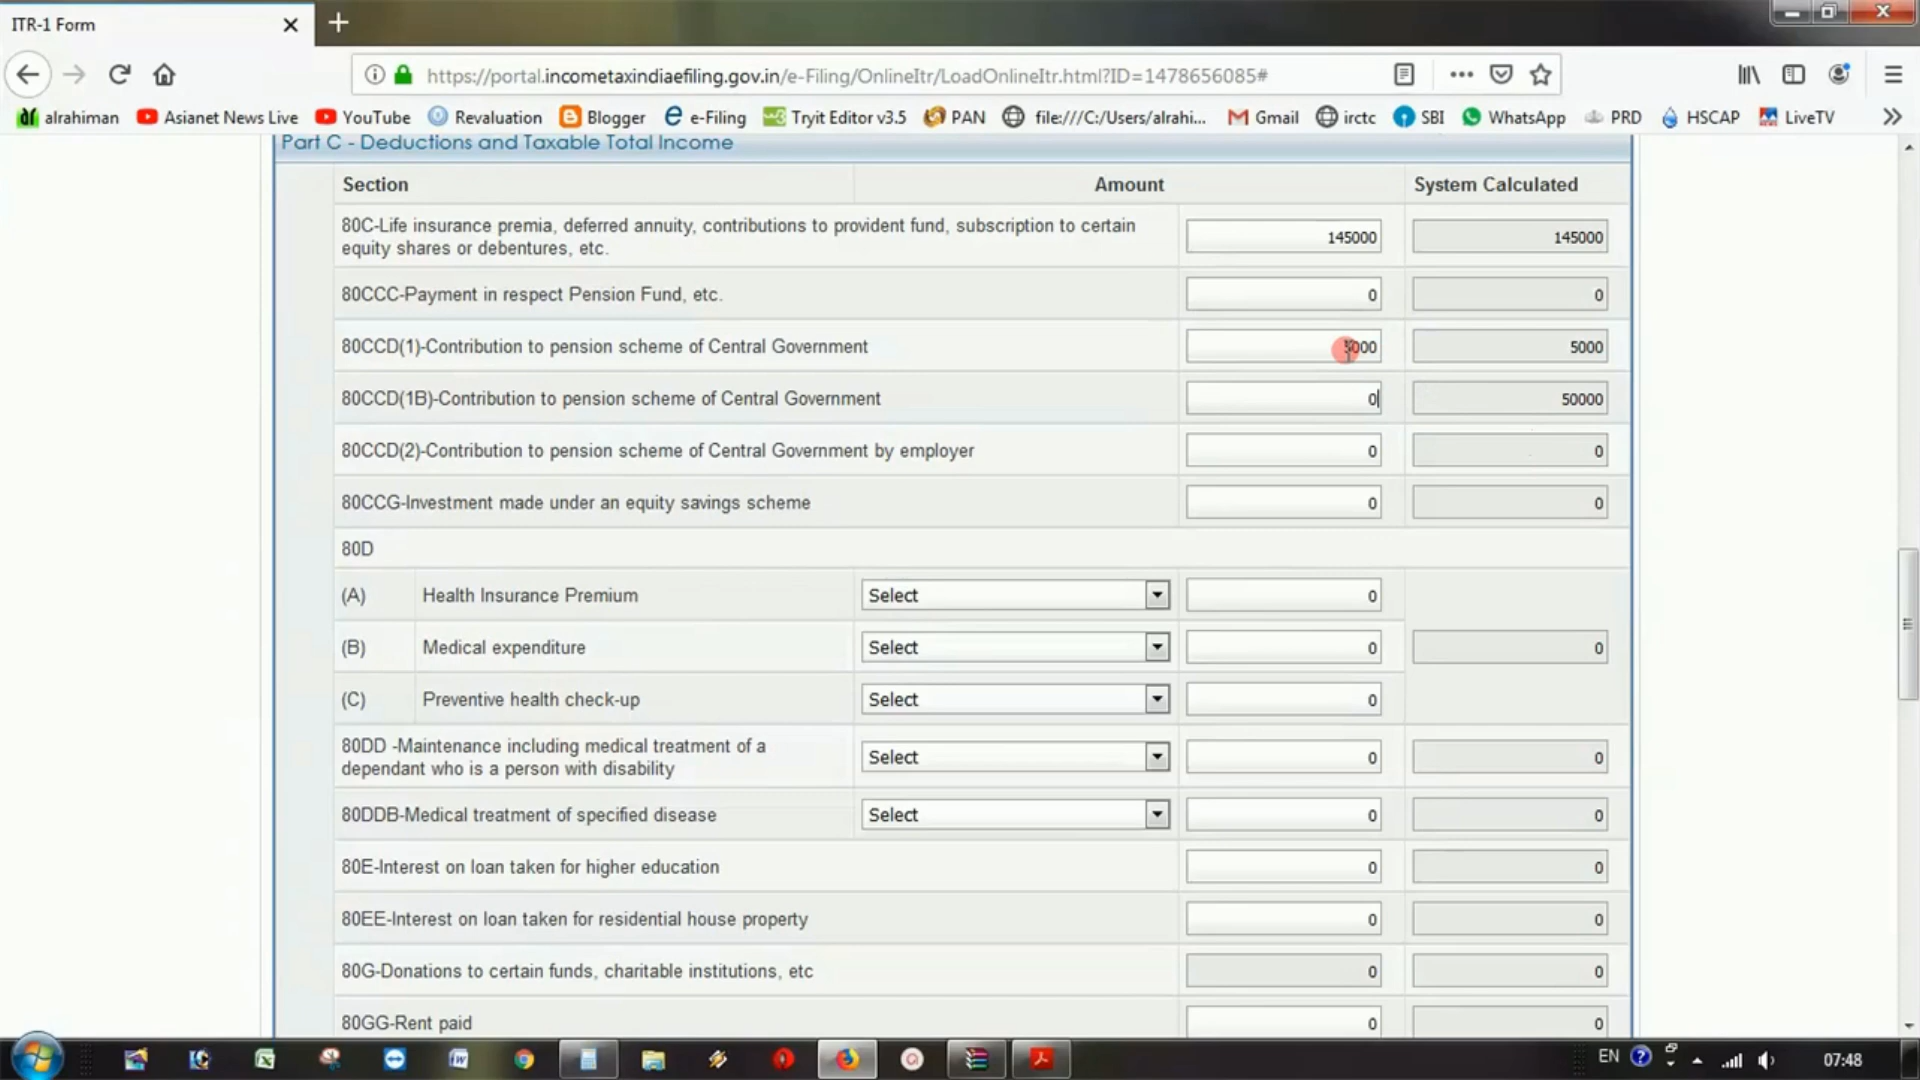 ITR-1 Form
https://portal.incometaxindiaefiling.gov.in/e-Filing/OnlineItr/LoadOnlineItr.html?ID=1478656085#
alrahiman Asianet News Live YouTube Revaluation Blogger e-Filing Tryit Editor v3.5 PAN file:///C:/Users/alrahi... Gmail irctc SBI WhatsApp PRD HSCAP LiveTV
Part C - Deductions and Taxable Total Income
Section Amount System Calculated
80C-Life insurance premia, deferred annuity, contributions to provident fund, subscription to certain
equity shares or debentures, etc. 145000 145000
80CCC-Payment in respect Pension Fund, etc. 0 0
80CCD(1)-Contribution to pension scheme of Central Government 5000 5000
80CCD(1B)-Contribution to pension scheme of Central Government 0 50000
80CCD(2)-Contribution to pension scheme of Central Government by employer 0 0
80CCG-Investment made under an equity savings scheme 0 0
80D
(A) Health Insurance Premium Select 0
(B) Medical expenditure Select 0 0
(C) Preventive health check-up Select 0
80DD -Maintenance including medical treatment of a
dependant who is a person with disability Select 0 0
80DDB-Medical treatment of specified disease Select 0 0
80E-Interest on loan taken for higher education 0 0
80EE-Interest on loan taken for residential house property 0 0
80G-Donations to certain funds, charitable institutions, etc 0 0
80GG-Rent paid 0 0
EN 07:48